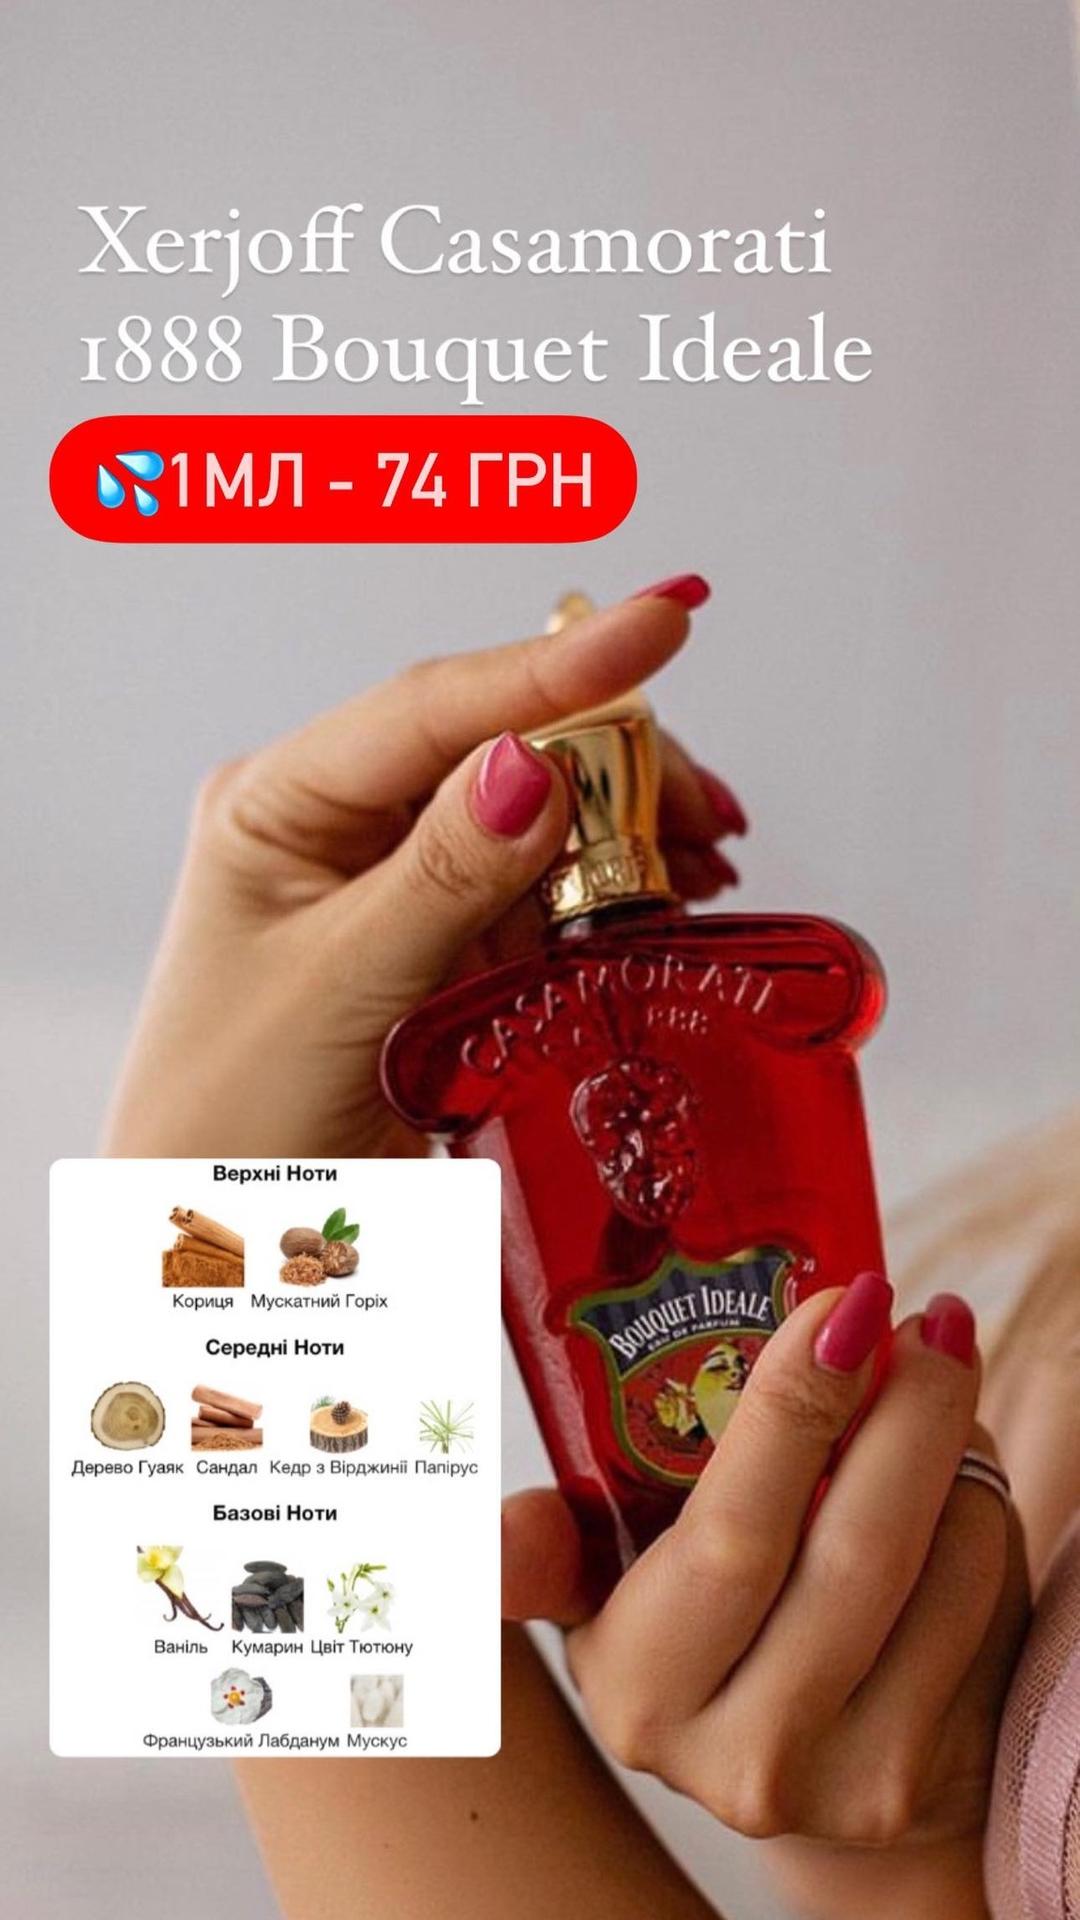 Xerjoff Casamorati
1888 Bouquet Ideale
💦1МЛ - 74 ГРН
CASAMORATI
1888
BOUQUET IDEALE
EAU DE PARFUM
Верхні Ноти
Кориця Мускатний Горіх
Середні Ноти
Дерево Гуаяк Сандал Кедр з Вірджинії Папірус
Базові Ноти
Ваніль Кумарин Цвіт Тютюну
Французький Лабданум Мускус